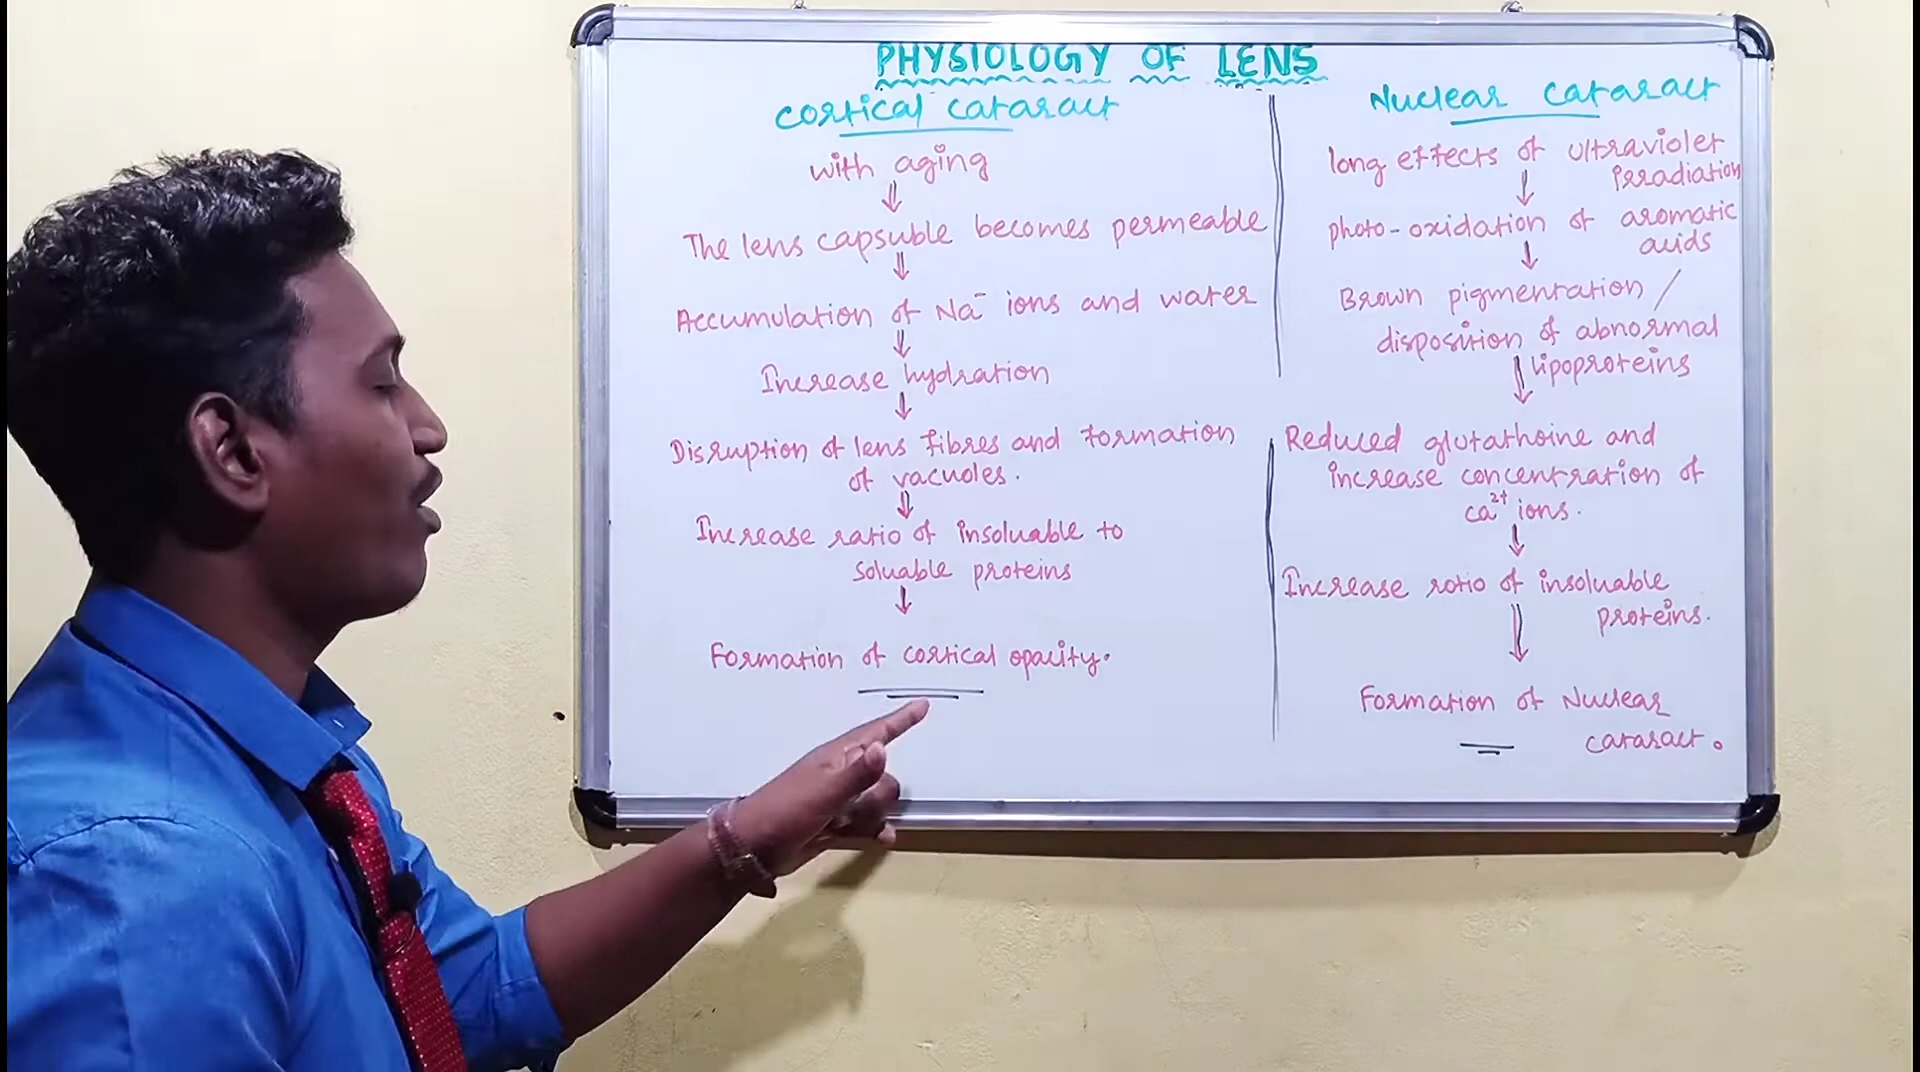 PHYSIOLOGY OF LENS
cortical cataract
with aging
⇓
The lens capsuble becomes permeable
⇓
Accumulation of Na⁻ ions and water
⇓
Increase hydration
↓
Disruption of lens fibres and formation
of vacuoles.
⇓
Increase ratio of insoluable to
soluable proteins
↓
Formation of cortical opacity.
Nuclear cataract
long effects of ultraviolet
irradiation
↓
photo-oxidation of aromatic
acids
↓
Brown pigmentation /
disposition of abnormal
lipoproteins
⇓
Reduced glutathoine and
increase concentration of
ca²⁺ ions.
↓
Increase rotio of insoluable
proteins.
⇓
Formation of Nuclear
cataract.